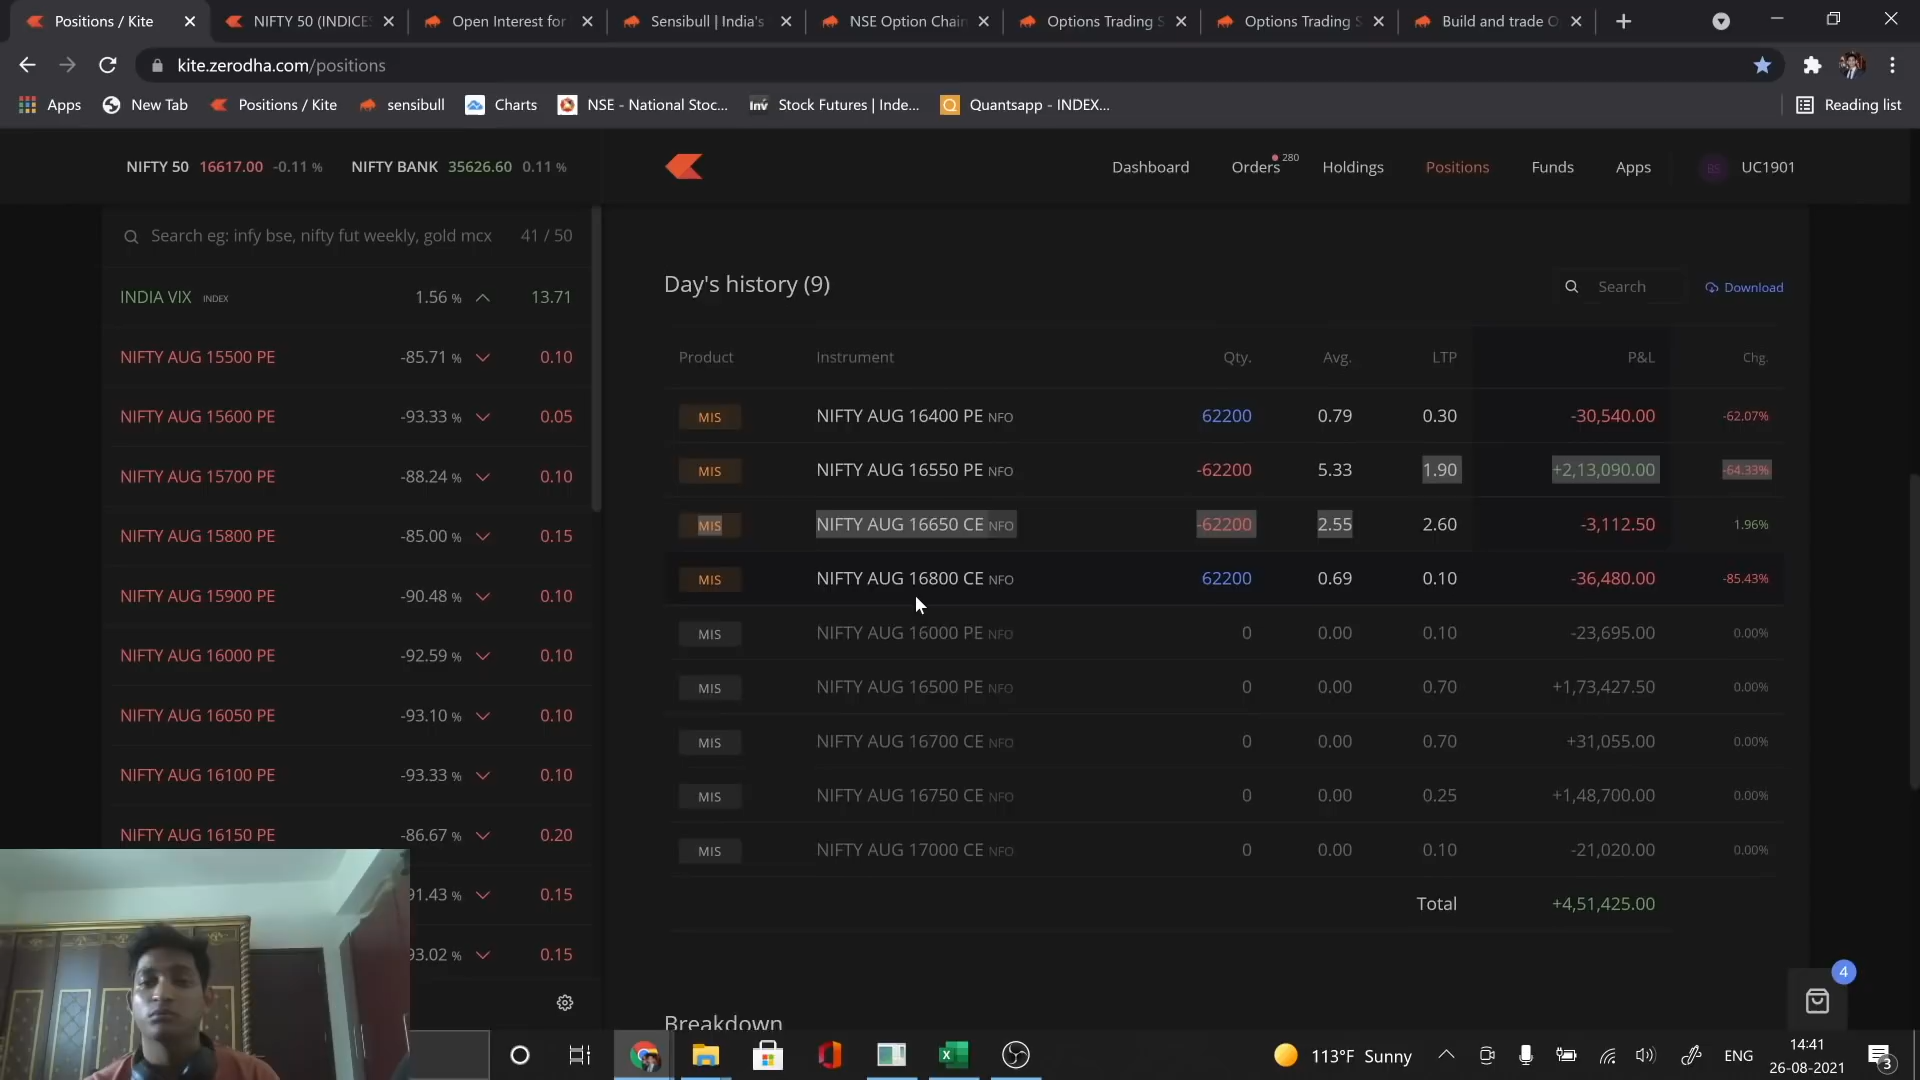 Positions / Kite
NIFTY 50 (INDICES
Open Interest for
Sensibull | India's
NSE Option Chain
Options Trading S
Options Trading S
Build and trade O
kite.zerodha.com/positions
Apps
New Tab
Positions / Kite
sensibull
Charts
NSE - National Stoc...
Inv
Stock Futures | Inde...
Quantsapp - INDEX...
Reading list
NIFTY 50 16617.00 -0.11 %
NIFTY BANK 35626.60 0.11 %
Dashboard
Orders 280
Holdings
Positions
Funds
Apps
BS UC1901
Search eg: infy bse, nifty fut weekly, gold mcx 41 / 50
INDIA VIX INDEX 1.56 % 13.71
NIFTY AUG 15500 PE -85.71 % 0.10
NIFTY AUG 15600 PE -93.33 % 0.05
NIFTY AUG 15700 PE -88.24 % 0.10
NIFTY AUG 15800 PE -85.00 % 0.15
NIFTY AUG 15900 PE -90.48 % 0.10
NIFTY AUG 16000 PE -92.59 % 0.10
NIFTY AUG 16050 PE -93.10 % 0.10
NIFTY AUG 16100 PE -93.33 % 0.10
NIFTY AUG 16150 PE -86.67 % 0.20
91.43 % 0.15
93.02 % 0.15
Day's history (9)
Search
Download
Product Instrument Qty. Avg. LTP P&L Chg.
MIS NIFTY AUG 16400 PE NFO 62200 0.79 0.30 -30,540.00 -62.07%
MIS NIFTY AUG 16550 PE NFO -62200 5.33 1.90 +2,13,090.00 -64.33%
MIS NIFTY AUG 16650 CE NFO -62200 2.55 2.60 -3,112.50 1.96%
MIS NIFTY AUG 16800 CE NFO 62200 0.69 0.10 -36,480.00 -85.43%
MIS NIFTY AUG 16000 PE NFO 0 0.00 0.10 -23,695.00 0.00%
MIS NIFTY AUG 16500 PE NFO 0 0.00 0.70 +1,73,427.50 0.00%
MIS NIFTY AUG 16700 CE NFO 0 0.00 0.70 +31,055.00 0.00%
MIS NIFTY AUG 16750 CE NFO 0 0.00 0.25 +1,48,700.00 0.00%
MIS NIFTY AUG 17000 CE NFO 0 0.00 0.10 -21,020.00 0.00%
Total +4,51,425.00
4
Breakdown
113°F Sunny
ENG
14:41
26-08-2021
3